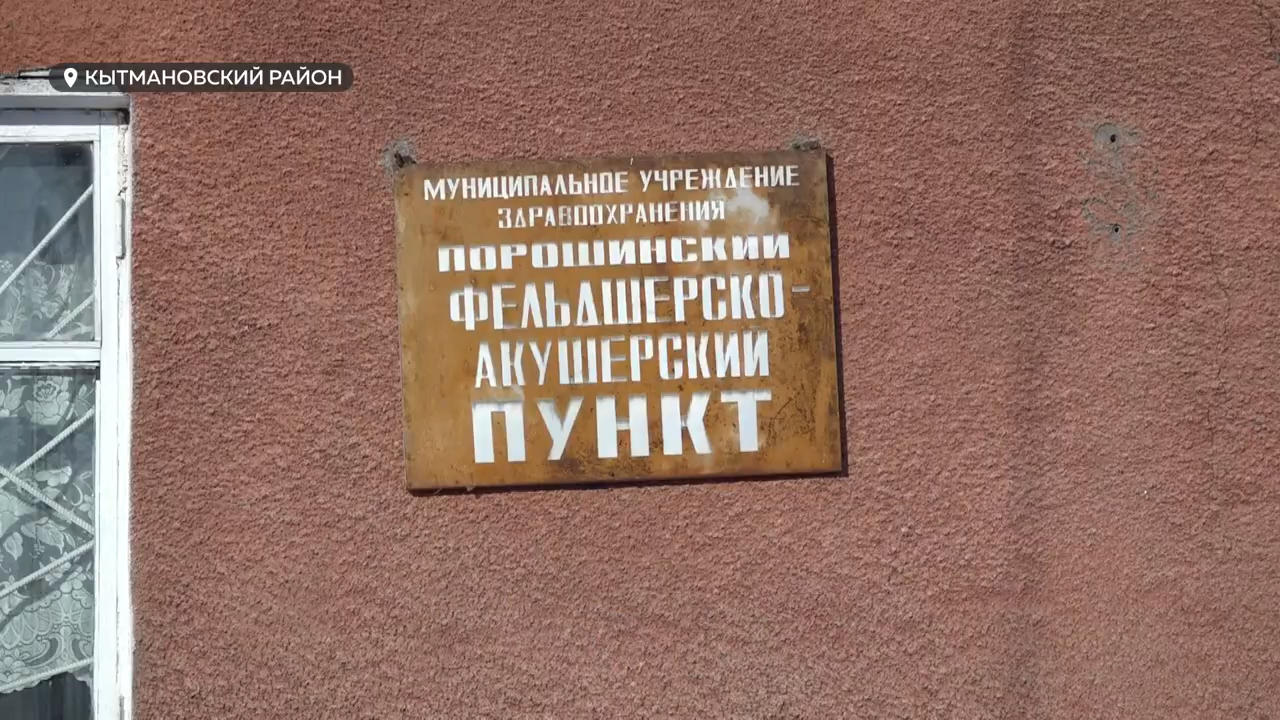 КЫТМАНОВСКИЙ РАЙОН
МУНИЦИПАЛЬНОЕ УЧРЕЖДЕНИЕ
ЗДРАВООХРАНЕНИЯ
ПОРОШИНСКИЙ
ФЕЛЬДШЕРСКО-
АКУШЕРСКИЙ
ПУНКТ